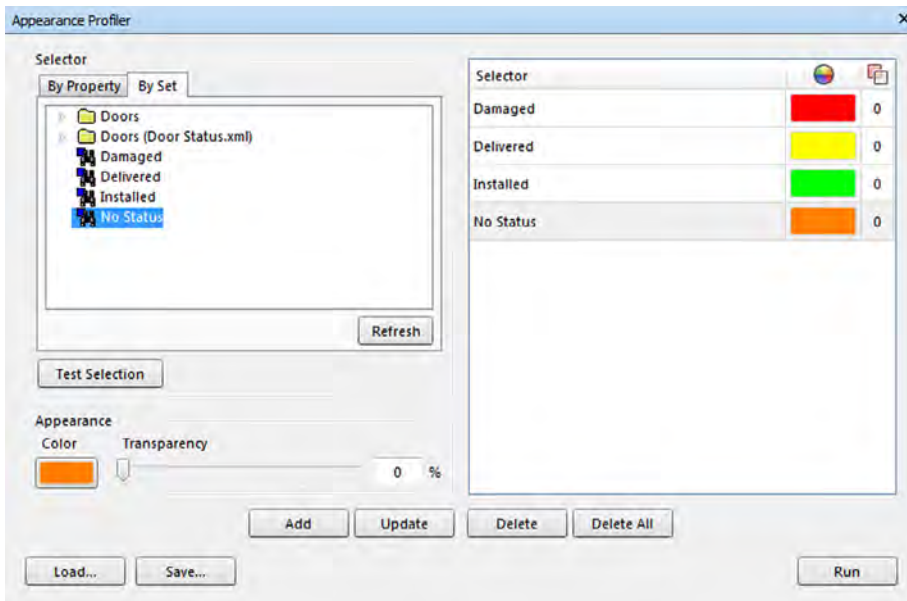 Appearance Profiler
Selector
By Property By Set
Doors
Doors (Door Status.xml)
Damaged
Delivered
Installed
No Status
Refresh
Test Selection
Appearance
Color Transparency
0 %
Selector
Damaged 0
Delivered 0
Installed 0
No Status 0
Add Update Delete Delete All
Load... Save... Run